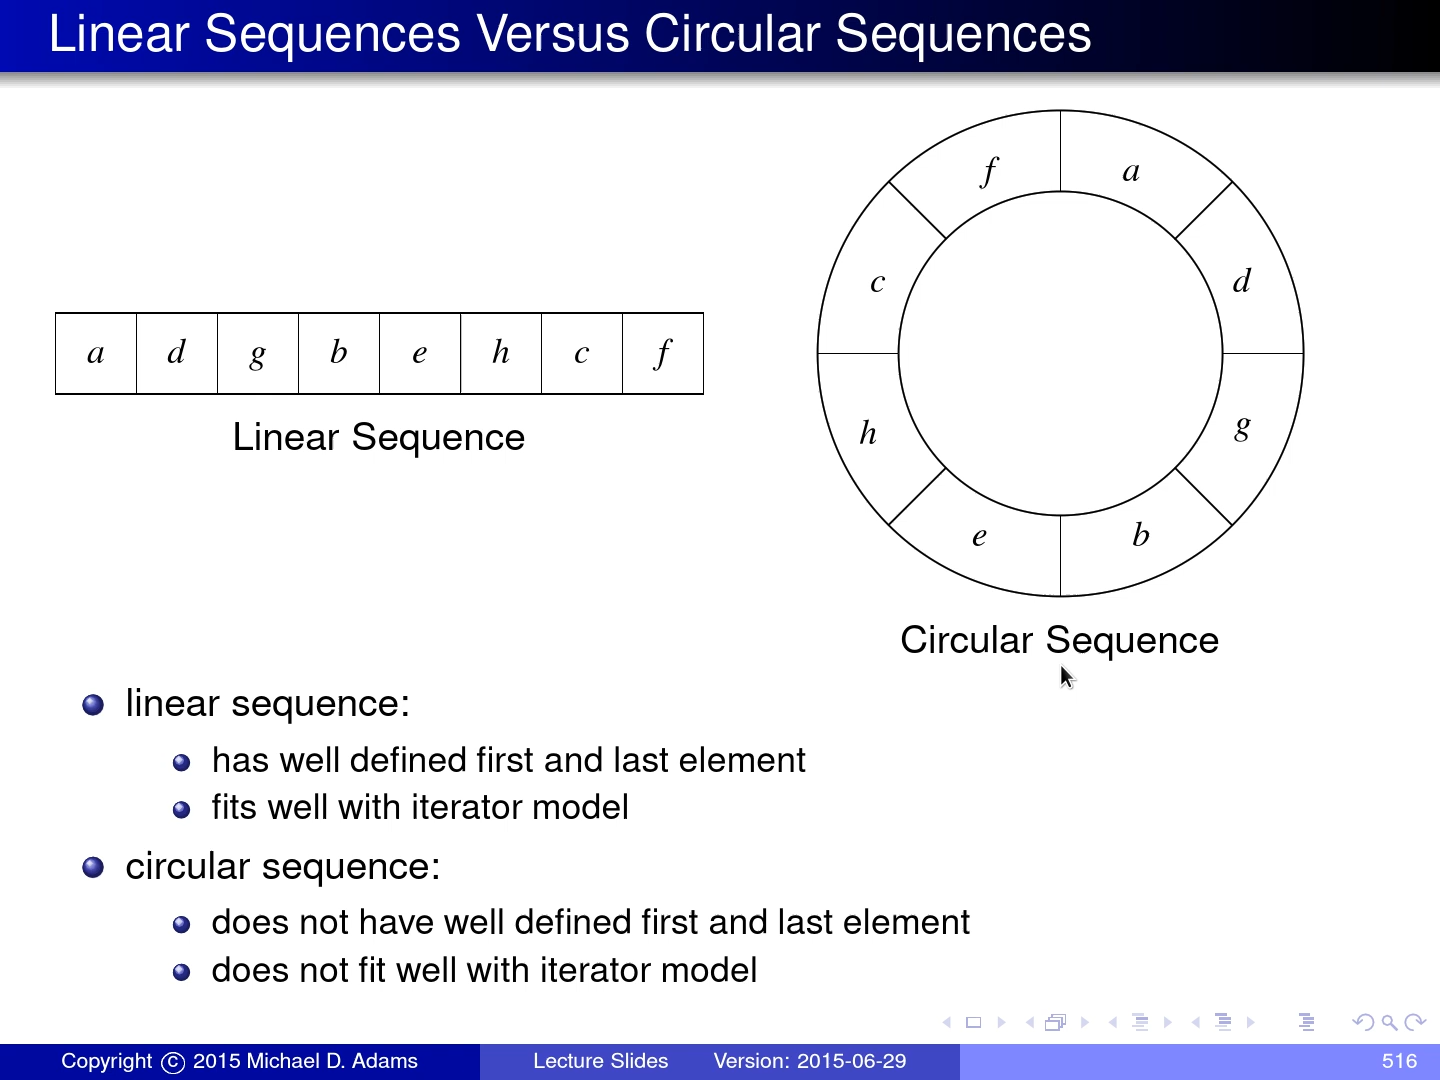 Linear Sequences Versus Circular Sequences
a d g b e h c f
Linear Sequence
f a
c d
h g
e b
Circular Sequence
linear sequence:
has well defined first and last element
fits well with iterator model
circular sequence:
does not have well defined first and last element
does not fit well with iterator model
Copyright © 2015 Michael D. Adams Lecture Slides Version: 2015-06-29 516